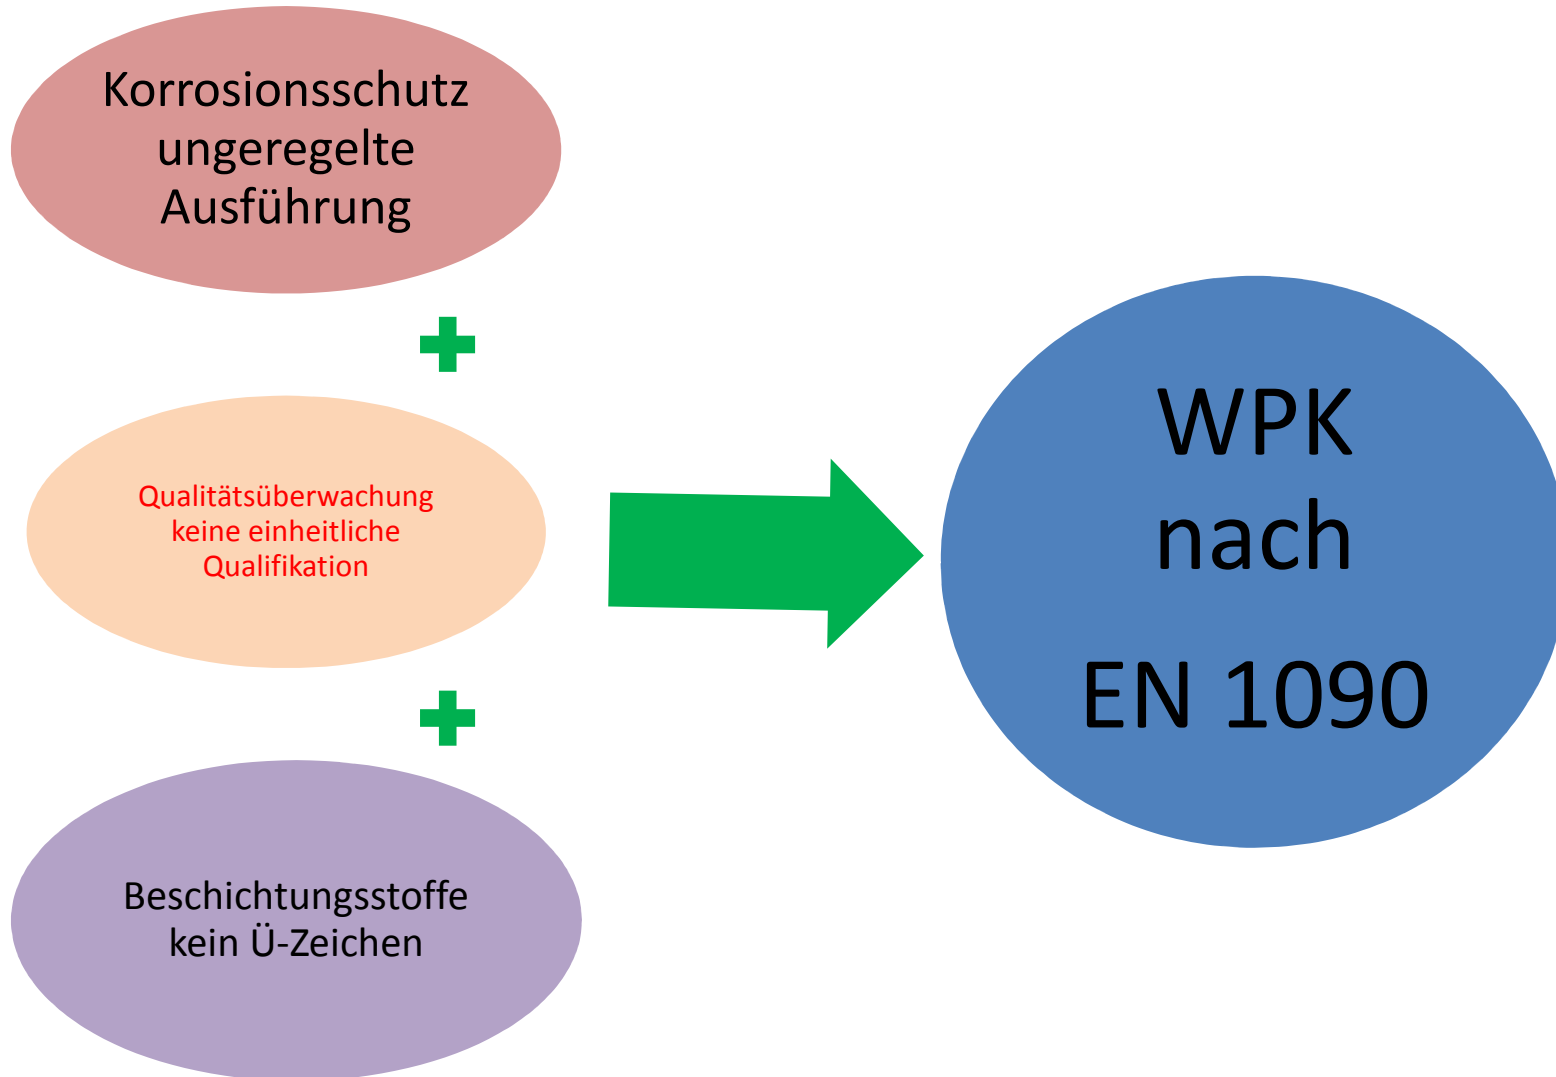 Korrosionsschutz
ungeregelte
Ausführung
Qualitätsüberwachung
keine einheitliche
Qualifikation
Beschichtungsstoffe
kein Ü-Zeichen
WPK
nach
EN 1090